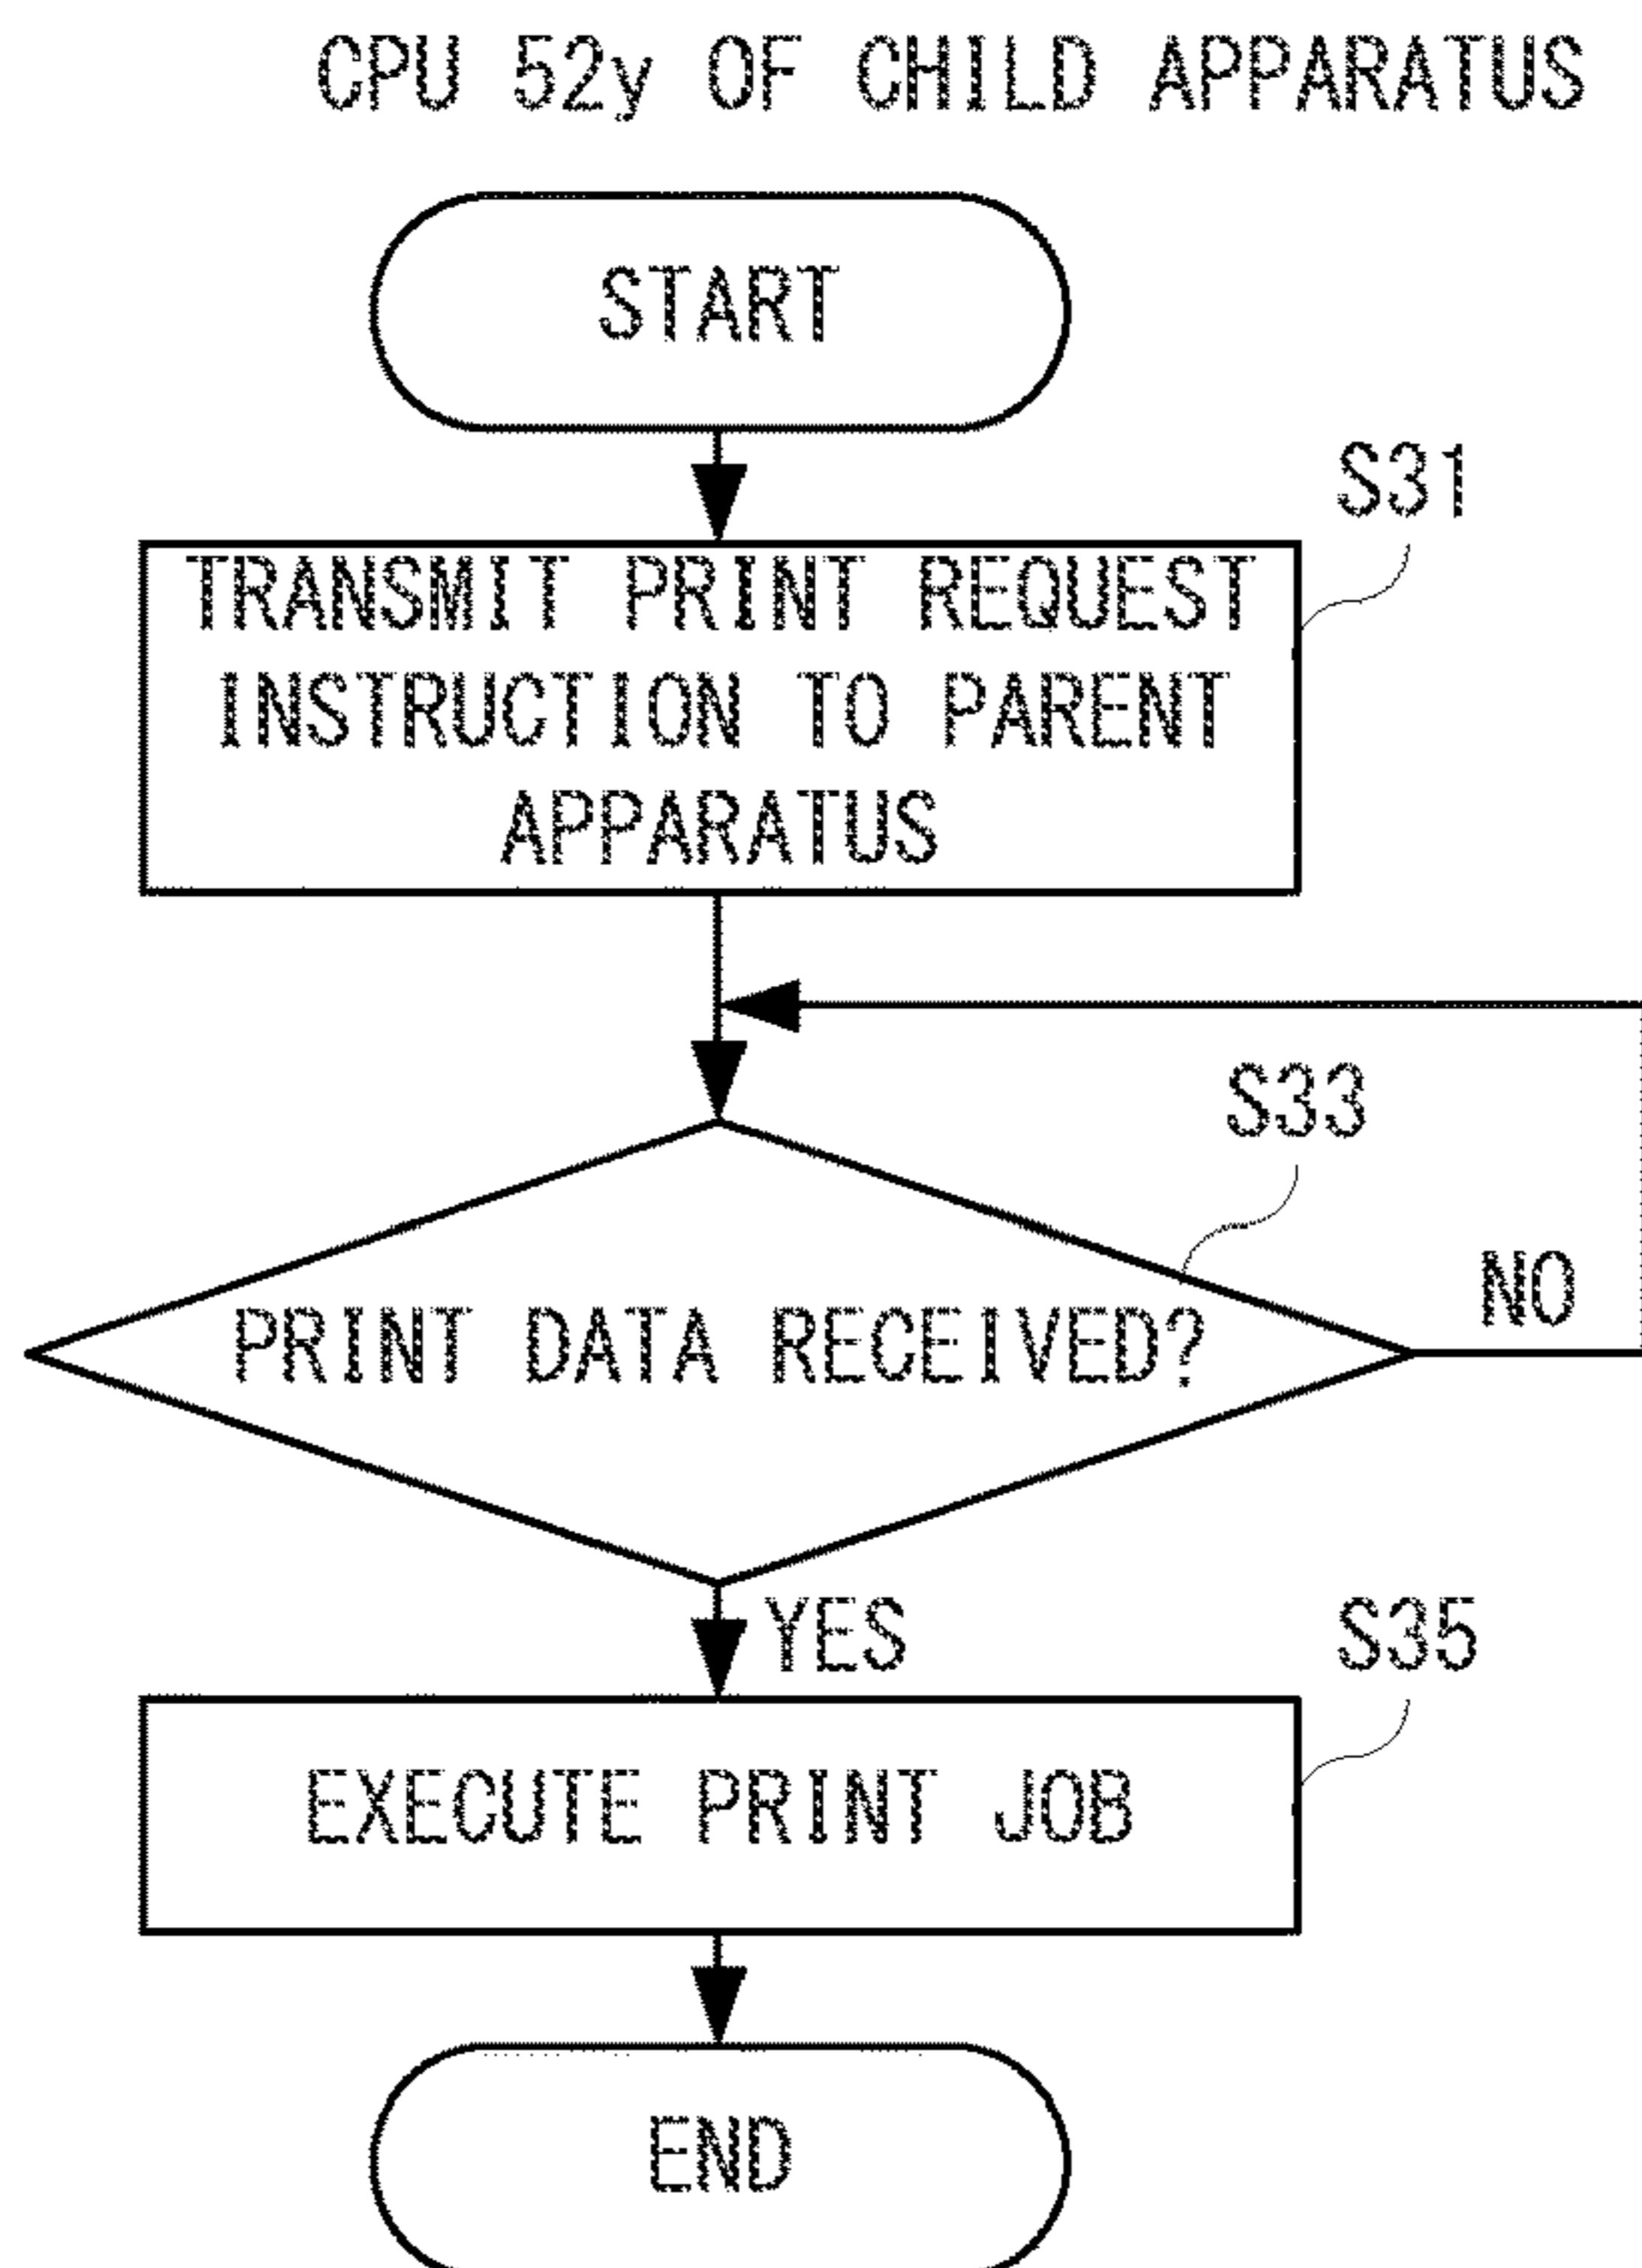 CPU 52y OF CHILD APPARATUS
START
S31
TRANSMIT PRINT REQUEST
INSTRUCTION TO PARENT
APPARATUS
S33
NO
PRINT DATA RECEIVED?
YES
S35
EXECUTE PRINT JOB
END